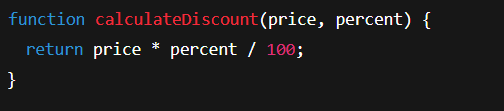 function calculateDiscount(price, percent) {
  return price * percent / 100;
}